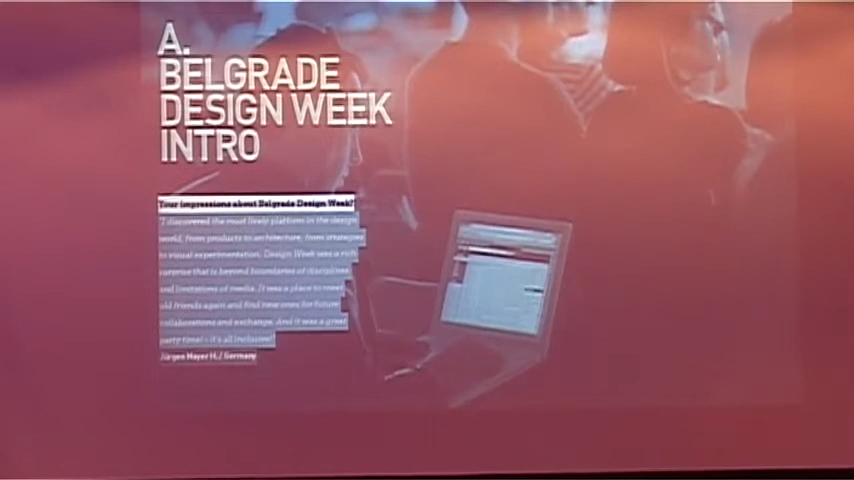 A.
BELGRADE
DESIGN WEEK
INTRO
Your impressions about Belgrade Design Week?
"I discovered the most lively platform in the design
world, from products to architecture, from strategies
to visual experimentation. Design Week was a rich
surprise that is beyond boundaries of disciplines
and limitations of media. It was a place to meet
old friends again and find new ones for future
collaborations and exchange. And it was a great
party time! - it's all inclusive!"
Jürgen Mayer H./ Germany